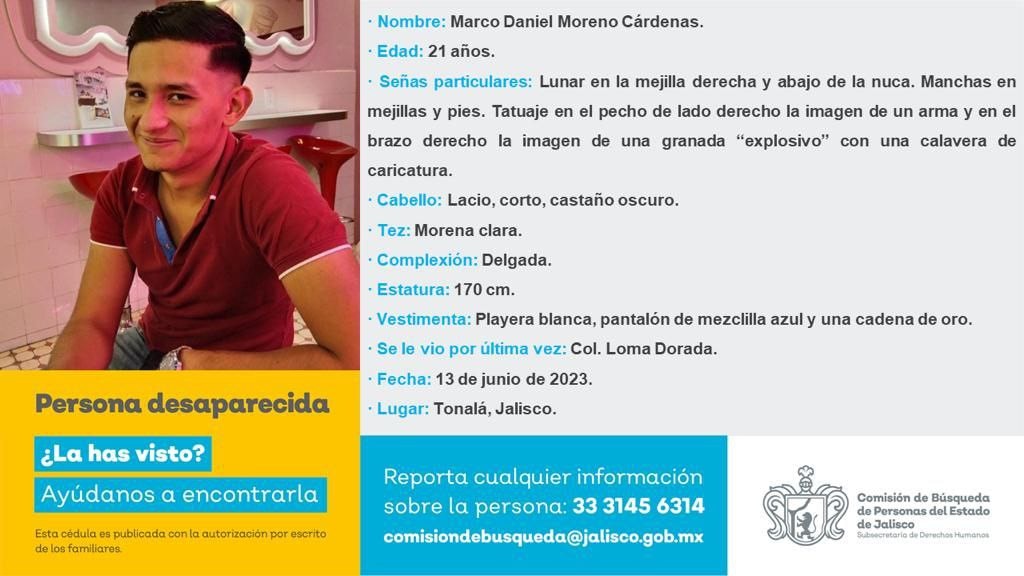 · Nombre: Marco Daniel Moreno Cárdenas.
· Edad: 21 años.
· Señas particulares: Lunar en la mejilla derecha y abajo de la nuca. Manchas en
mejillas y pies. Tatuaje en el pecho de lado derecho la imagen de un arma y en el
brazo derecho la imagen de una granada “explosivo” con una calavera de
caricatura.
· Cabello: Lacio, corto, castaño oscuro.
· Tez: Morena clara.
· Complexión: Delgada.
· Estatura: 170 cm.
· Vestimenta: Playera blanca, pantalón de mezclilla azul y una cadena de oro.
· Se le vio por última vez: Col. Loma Dorada.
· Fecha: 13 de junio de 2023.
· Lugar: Tonalá, Jalisco.
Persona desaparecida
¿La has visto?
Ayúdanos a encontrarla
Esta cédula es publicada con la autorización por escrito
de los familiares.
Reporta cualquier información
sobre la persona: 33 3145 6314
comisiondebusqueda@jalisco.gob.mx
Comisión de Búsqueda
de Personas del Estado
de Jalisco
Subsecretaría de Derechos Humanos